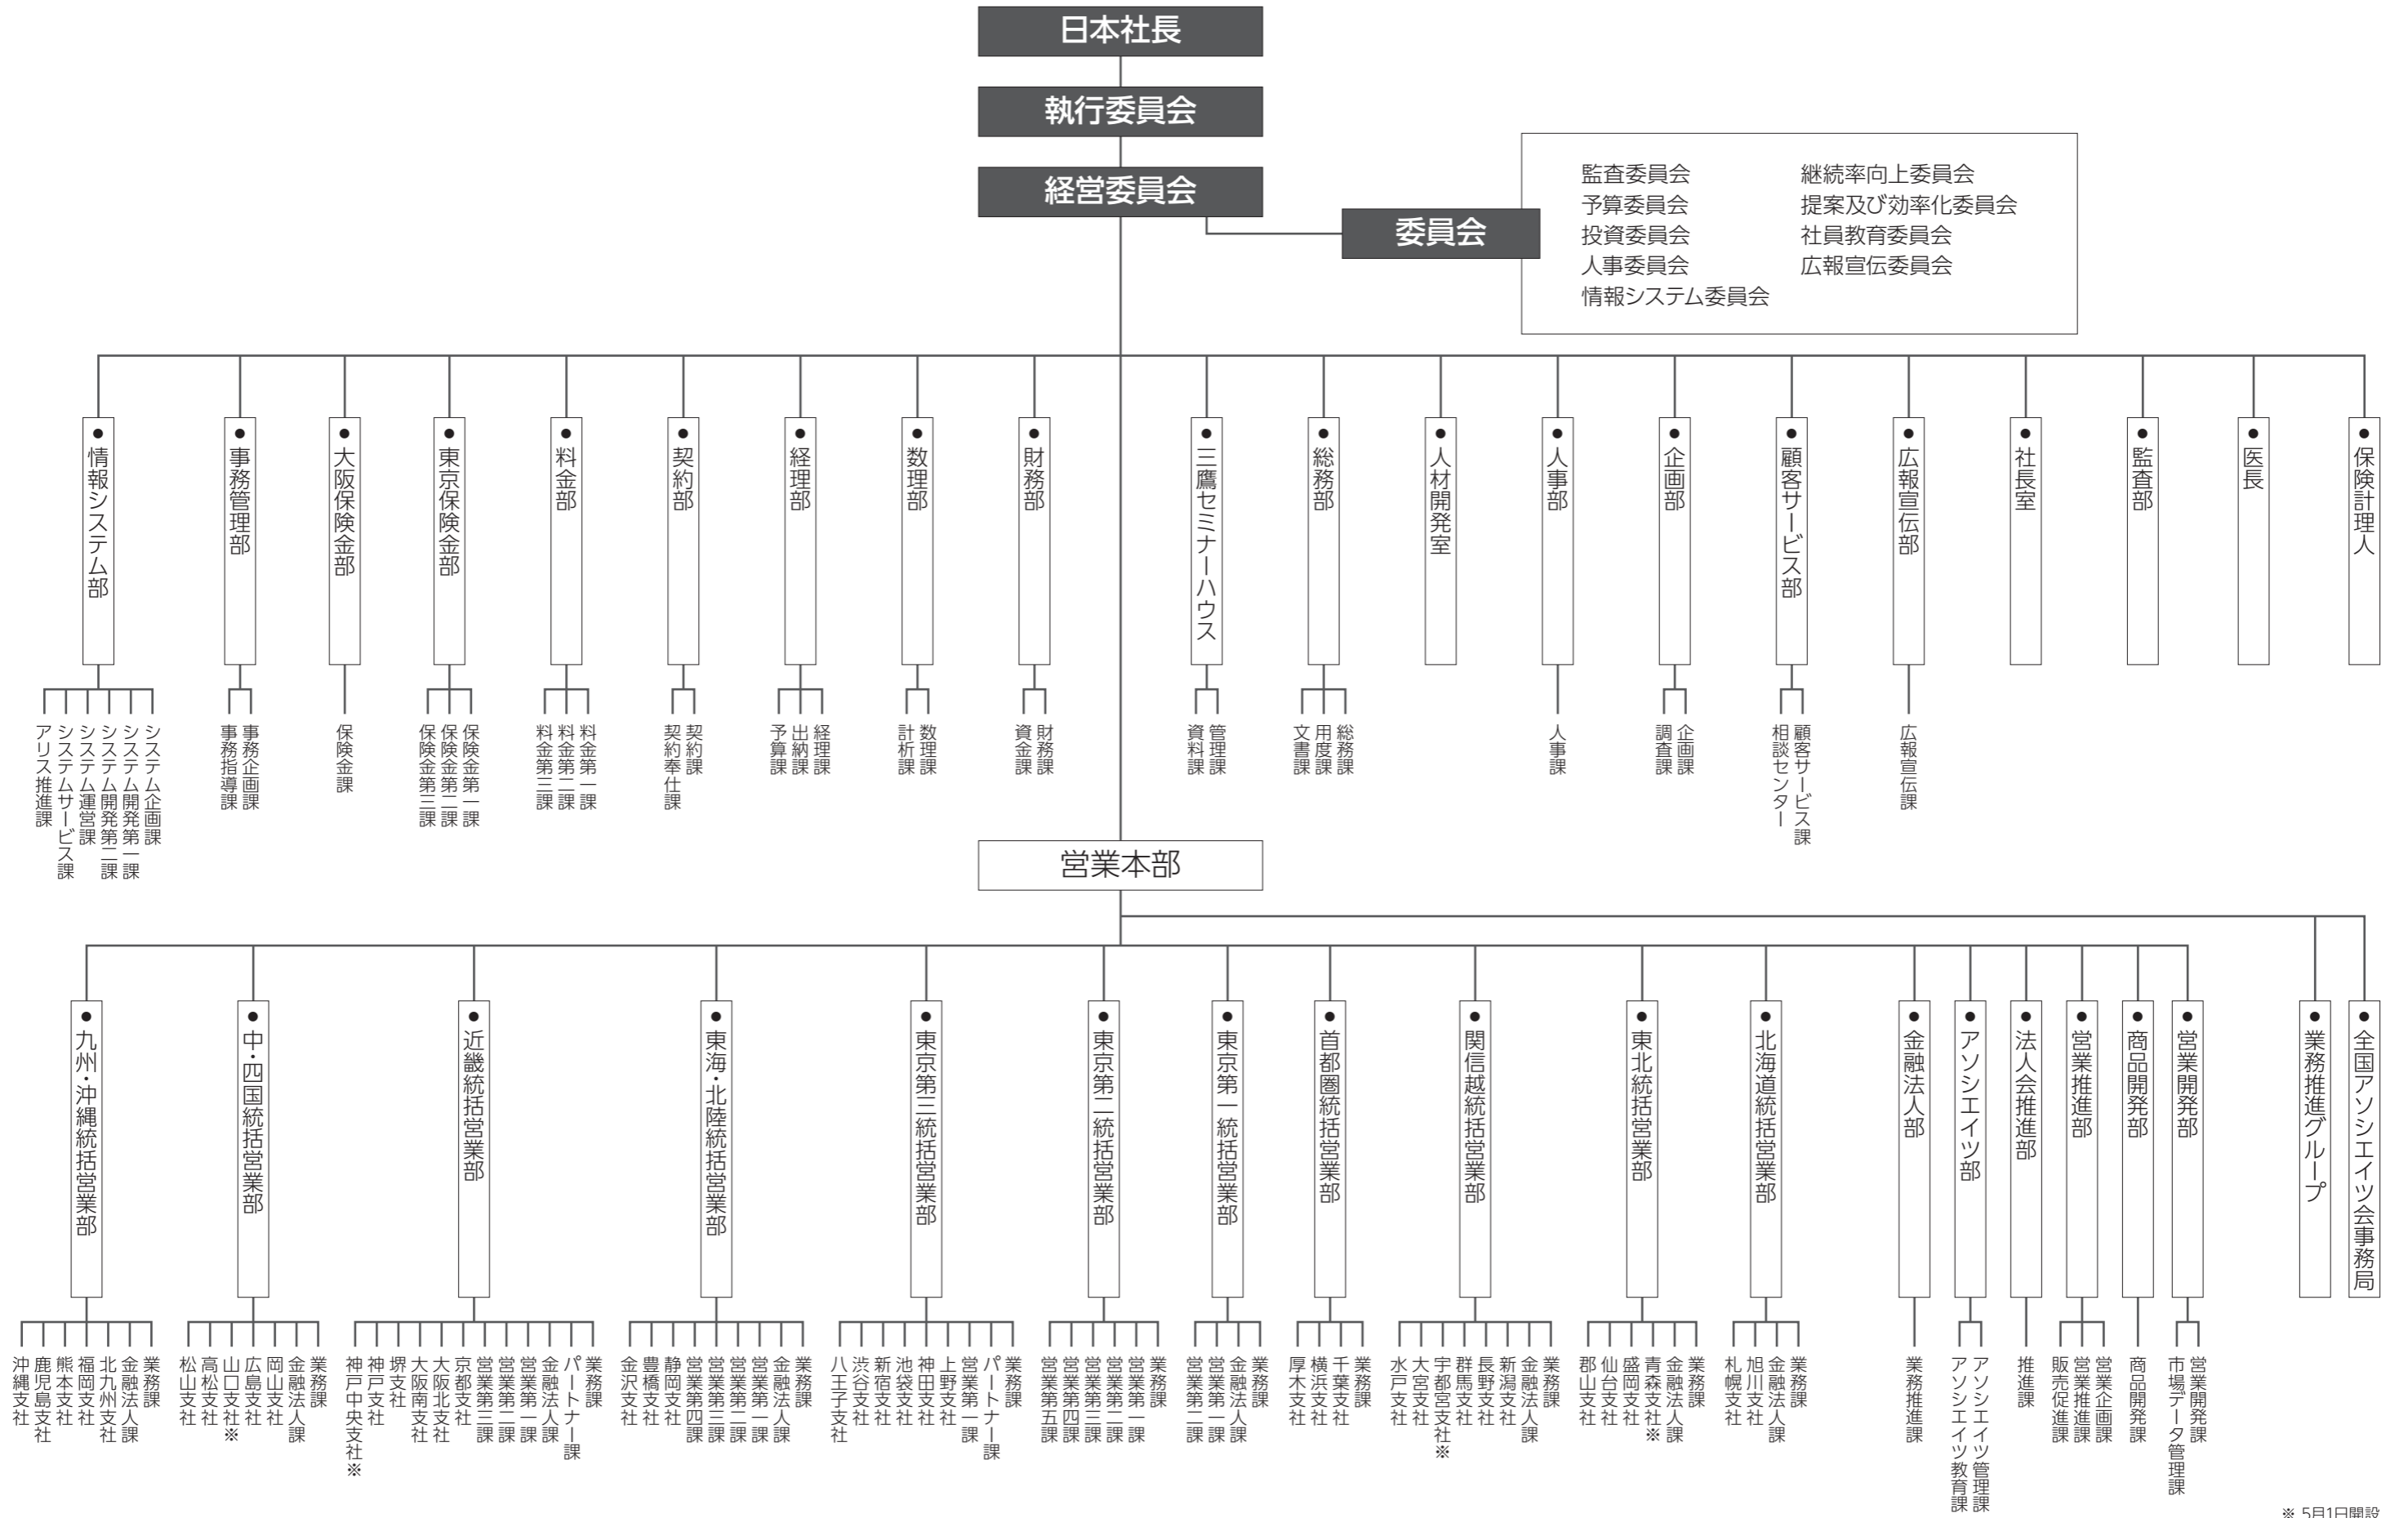 日本社長
執行委員会
経営委員会
委員会
監査委員会
予算委員会
投資委員会
人事委員会
情報システム委員会
継続率向上委員会
提案及び効率化委員会
社員教育委員会
広報宣伝委員会
●保険計理人
●医長
●監査部
●社長室
●広報宣伝部
広報宣伝課
●顧客サービス部
顧客サービス課
相談センター
●企画部
企画課
調査課
●人事部
人事課
●人材開発室
●総務部
総務課
用度課
文書課
●三鷹セミナーハウス
管理課
資料課
●財務部
財務課
資金課
●数理部
数理課
計析課
●経理部
経理課
出納課
予算課
●契約部
契約課
契約奉仕課
●料金部
料金第一課
料金第二課
料金第三課
●東京保険金部
保険金第一課
保険金第二課
保険金第三課
●大阪保険金部
保険金課
●事務管理部
事務企画課
事務指導課
●情報システム部
システム企画課
システム開発第一課
システム開発第二課
システム運営課
システムサービス課
アリス推進課
営業本部
●全国アソシエイツ会事務局
●業務推進グループ
●営業開発部
営業開発課
市場データ管理課
●商品開発部
商品開発課
●営業推進部
営業企画課
営業推進課
販売促進課
●法人会推進部
推進課
●アソシエイツ部
アソシエイツ管理課
アソシエイツ教育課
●金融法人部
業務推進課
●北海道統括営業部
業務課
金融法人課
旭川支社
札幌支社
●東北統括営業部
業務課
金融法人課
青森支社※
盛岡支社
仙台支社
郡山支社
●関信越統括営業部
業務課
金融法人課
新潟支社
長野支社
群馬支社
宇都宮支社※
大宮支社
水戸支社
●首都圏統括営業部
業務課
千葉支社
横浜支社
厚木支社
●東京第一統括営業部
業務課
金融法人課
営業第一課
営業第二課
●東京第二統括営業部
業務課
営業第一課
営業第二課
営業第三課
営業第四課
営業第五課
●東京第三統括営業部
業務課
パートナー課
営業第一課
上野支社
神田支社
池袋支社
新宿支社
渋谷支社
八王子支社
●東海・北陸統括営業部
業務課
金融法人課
営業第一課
営業第二課
営業第三課
営業第四課
静岡支社
豊橋支社
金沢支社
●近畿統括営業部
業務課
パートナー課
金融法人課
営業第一課
営業第二課
営業第三課
京都支社
大阪北支社
大阪南支社
堺支社
神戸支社
神戸中央支社※
●中・四国統括営業部
業務課
金融法人課
岡山支社
広島支社
山口支社※
高松支社
松山支社
●九州・沖縄統括営業部
業務課
金融法人課
北九州支社
福岡支社
熊本支社
鹿児島支社
沖縄支社
※ 5月1日開設